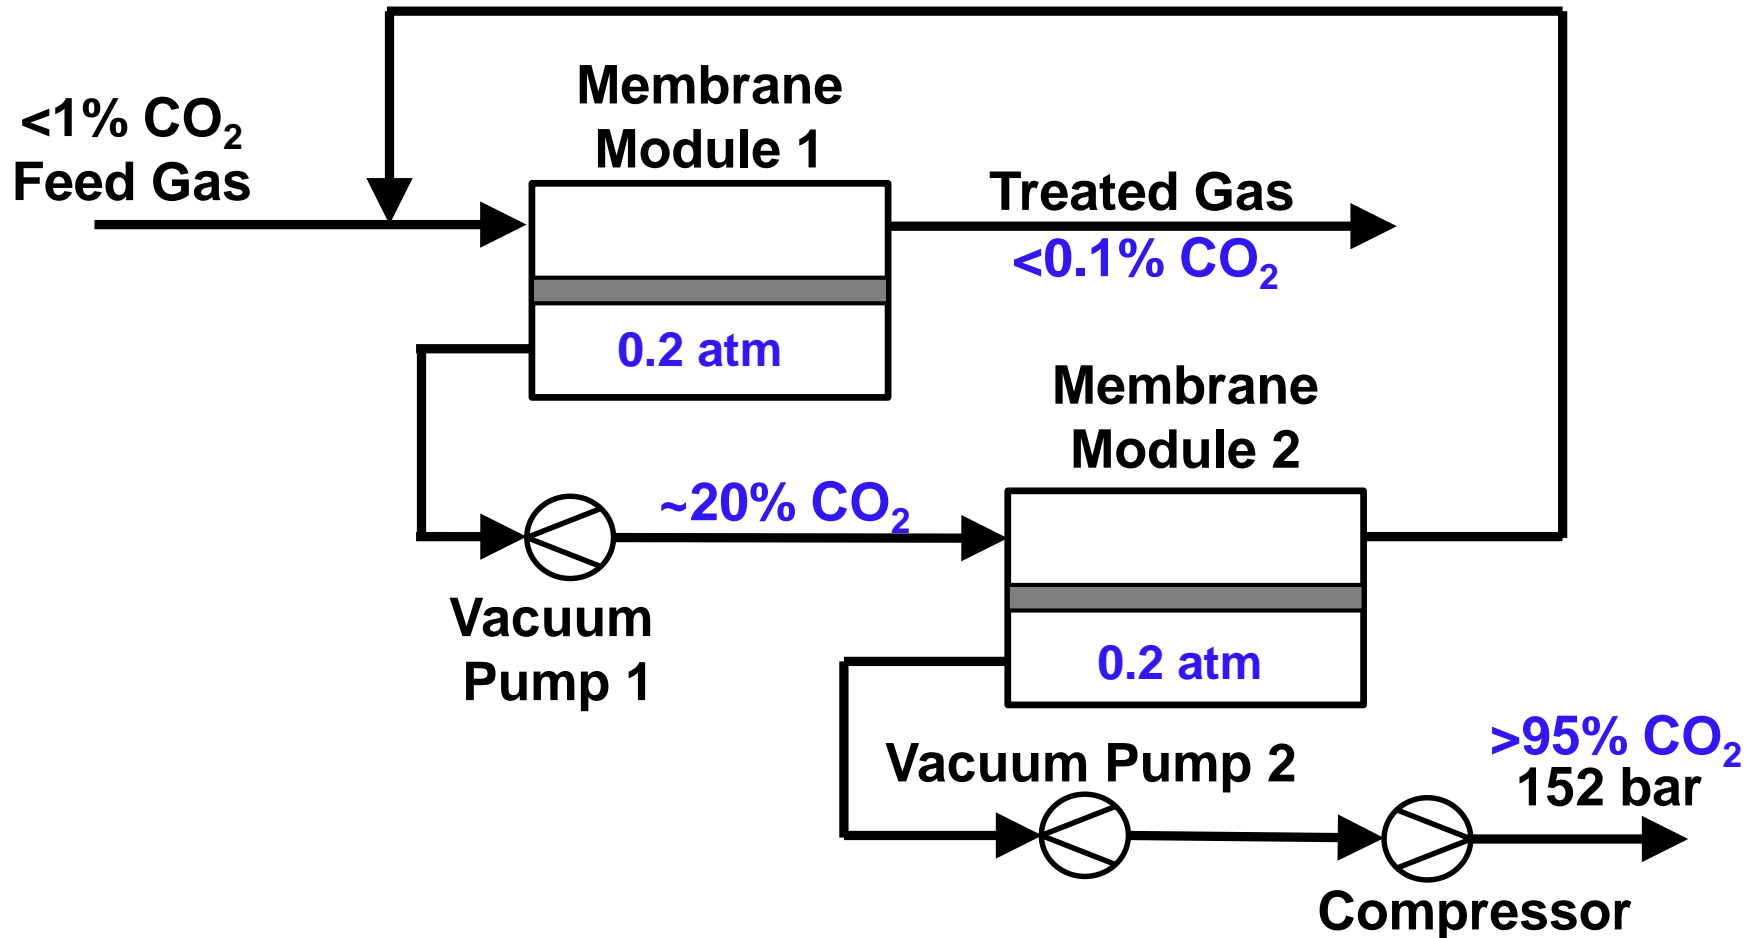 <1% CO₂
Feed Gas
Membrane
Module 1
Treated Gas
<0.1% CO₂
0.2 atm
Membrane
Module 2
~20% CO₂
Vacuum
Pump 1
0.2 atm
Vacuum Pump 2
>95% CO₂
152 bar
Compressor